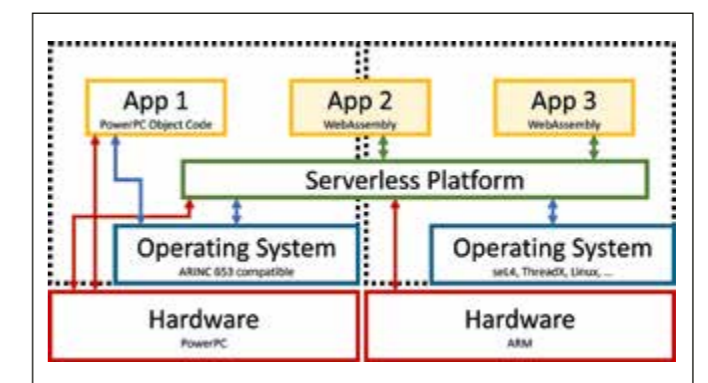 App 1
PowerPC Object Code
App 2
WebAssembly
App 3
WebAssembly
Serverless Platform
Operating System
ARINC 653 compatible
Operating System
seL4, ThreadX, Linux, ...
Hardware
PowerPC
Hardware
ARM